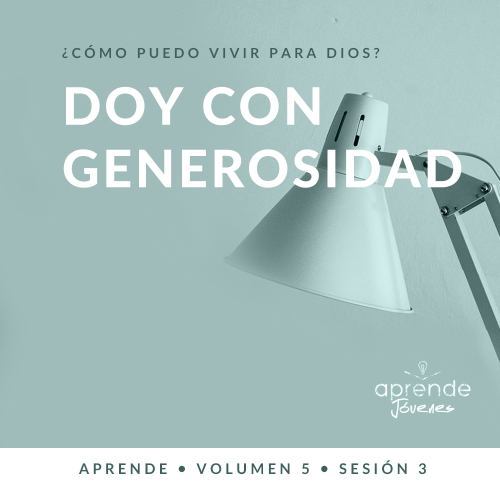 ¿CÓMO PUEDO VIVIR PARA DIOS?
DOY CON
GENEROSIDAD
aprende
Jóvenes
APRENDE • VOLUMEN 5 • SESIÓN 3